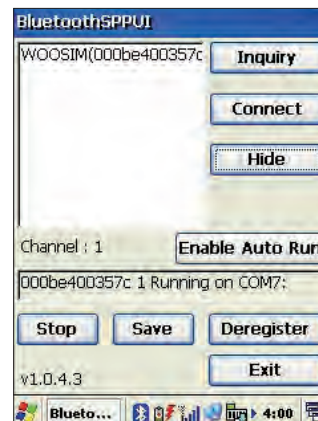 BluetoothSPPUI
WOOSIM(000be400357c
Inquiry
Connect
Hide
Channel : 1
Enable Auto Run
000be400357c 1 Running on COM7:
Stop
Save
Deregister
v1.0.4.3
Exit
Blueto...
4:00